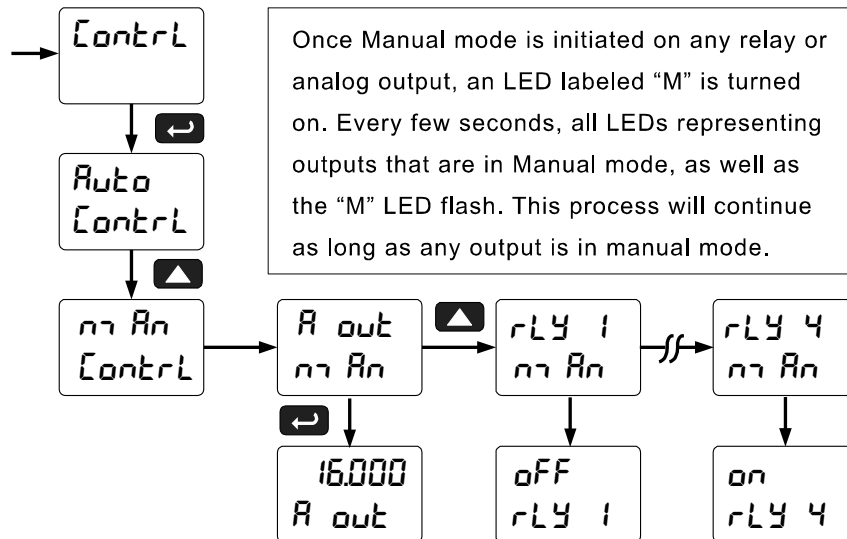 ContrL
Once Manual mode is initiated on any relay or
analog output, an LED labeled “M” is turned
on. Every few seconds, all LEDs representing
outputs that are in Manual mode, as well as
the “M” LED flash. This process will continue
as long as any output is in manual mode.
Auto
ContrL
mAn
ContrL
A out
mAn
rLY 1
mAn
rLY 4
mAn
16.000
A out
oFF
rLY 1
on
rLY 4